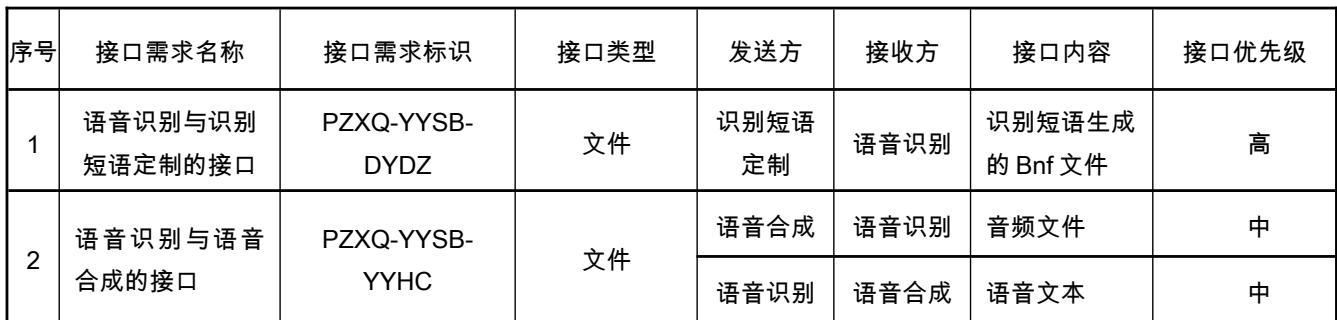 序号 接口需求名称 接口需求标识 接口类型 发送方 接收方 接口内容 接口优先级
1 语音识别与识别短语定制的接口 PZXQ-YYSB-DYDZ 文件 识别短语定制 语音识别 识别短语生成的 Bnf 文件 高
2 语音识别与语音合成的接口 PZXQ-YYSB-YYHC 文件 语音合成 语音识别 音频文件 中
语音识别 语音合成 语音文本 中